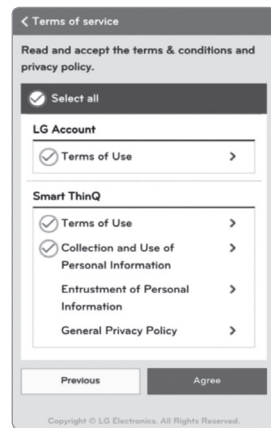 Terms of service
Read and accept the terms & conditions and
privacy policy.
Select all
LG Account
Terms of Use
Smart ThinQ
Terms of Use
Collection and Use of
Personal Information
Entrustment of Personal
Information
General Privacy Policy
Previous Agree
Copyright © LG Electronics. All Rights Reserved.